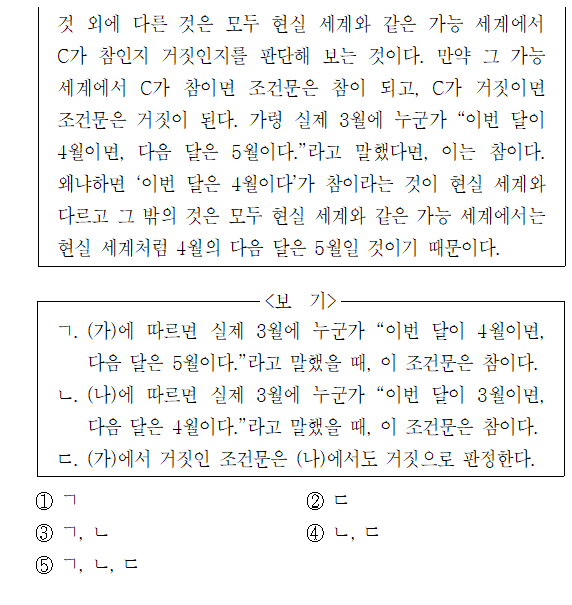 것 외에 다른 것은 모두 현실 세계와 같은 가능 세계에서
C가 참인지 거짓인지를 판단해 보는 것이다. 만약 그 가능
세계에서 C가 참이면 조건문은 참이 되고, C가 거짓이면
조건문은 거짓이 된다. 가령 실제 3월에 누군가 “이번 달이
4월이면, 다음 달은 5월이다.”라고 말했다면, 이는 참이다.
왜냐하면 ‘이번 달은 4월이다’가 참이라는 것이 현실 세계와
다르고 그 밖의 것은 모두 현실 세계와 같은 가능 세계에서는
현실 세계처럼 4월의 다음 달은 5월일 것이기 때문이다.
<보 기>
ㄱ. (가)에 따르면 실제 3월에 누군가 “이번 달이 4월이면,
다음 달은 5월이다.”라고 말했을 때, 이 조건문은 참이다.
ㄴ. (나)에 따르면 실제 3월에 누군가 “이번 달이 3월이면,
다음 달은 4월이다.”라고 말했을 때, 이 조건문은 참이다.
ㄷ. (가)에서 거짓인 조건문은 (나)에서도 거짓으로 판정한다.
① ㄱ ② ㄷ
③ ㄱ, ㄴ ④ ㄴ, ㄷ
⑤ ㄱ, ㄴ, ㄷ